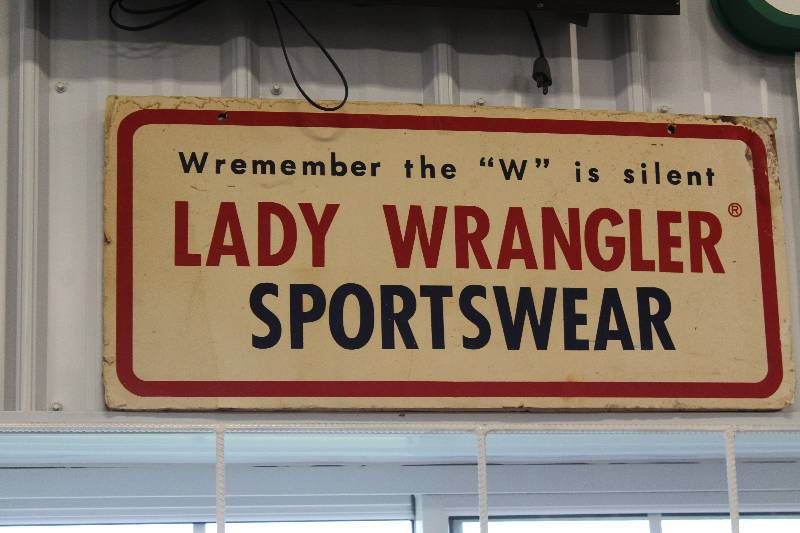 Wremember the “W” is silent
LADY WRANGLER®
SPORTSWEAR